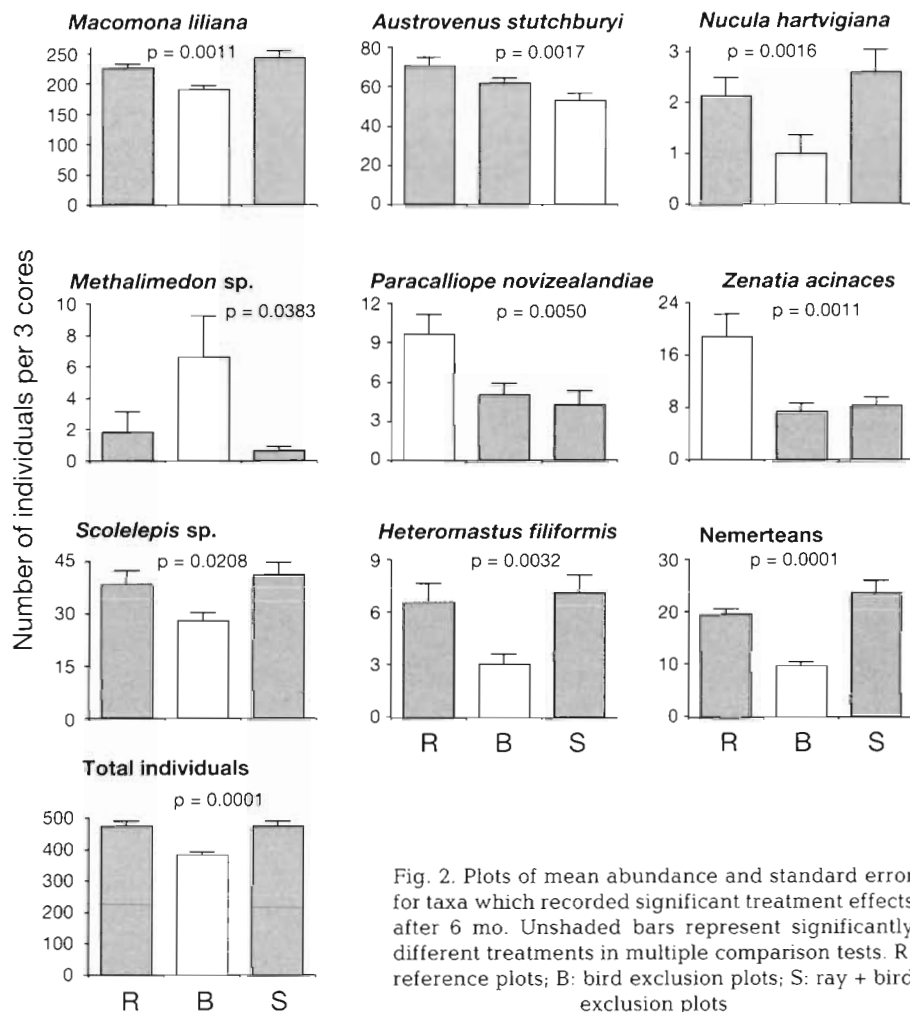 Macomona liliana
p = 0.0011
250
200
150
100
50
0
Austrovenus stutchburyi
p = 0.0017
80
60
40
20
0
Nucula hartvigiana
p = 0.0016
3
2
1
0
Number of individuals per 3 cores
Methalimedon sp.
p = 0.0383
10
8
6
4
2
0
Paracalliope novizealandiae
p = 0.0050
12
9
6
3
0
Zenatia acinaces
p = 0.0011
24
16
8
0
Scolelepis sp.
p = 0.0208
45
30
15
0
Heteromastus filiformis
p = 0.0032
9
6
3
0
R B S
Nemerteans
p = 0.0001
30
20
10
0
R B S
Total individuals
p = 0.0001
500
400
300
200
100
0
R B S
Fig. 2. Plots of mean abundance and standard error
for taxa which recorded significant treatment effects
after 6 mo. Unshaded bars represent significantly
different treatments in multiple comparison tests. R
reference plots; B: bird exclusion plots; S: ray + bird
exclusion plots